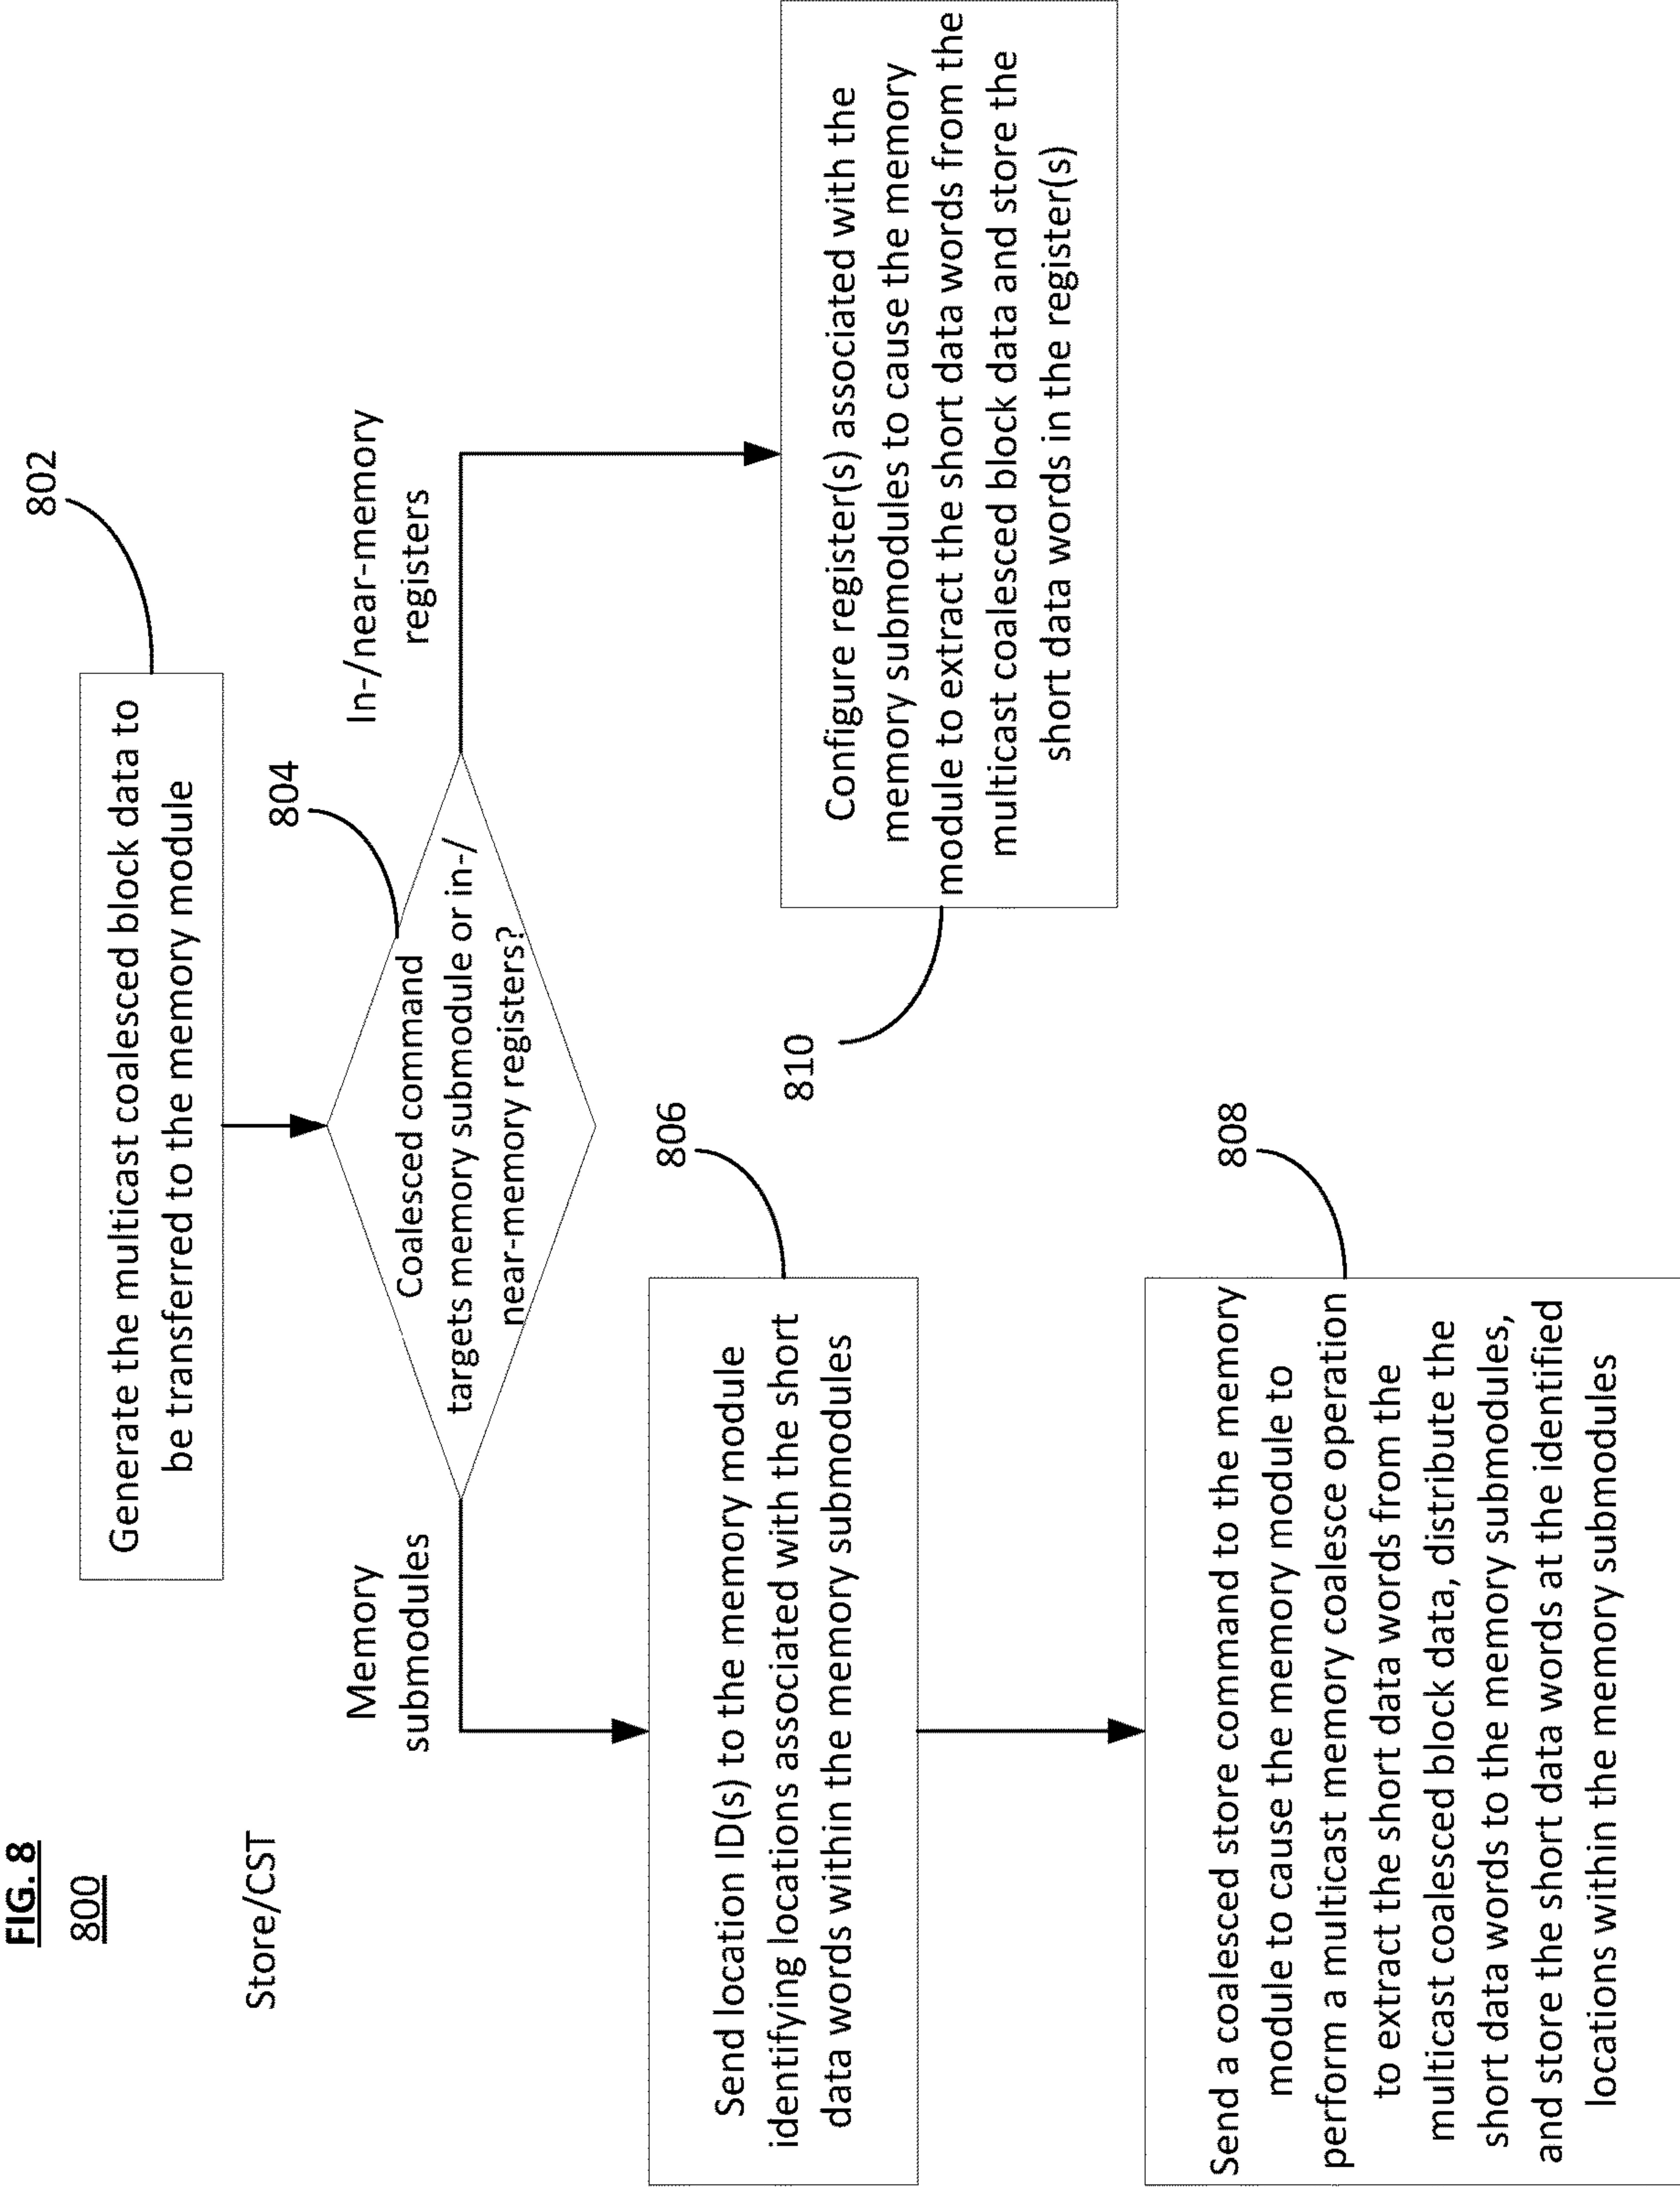 FIG. 8
800
Store/CST
802
Generate the multicast coalesced block data to
be transferred to the memory module
804
Coalesced command
targets memory submodule or in-/
near-memory registers?
Memory
submodules
In-/near-memory
registers
806
Send location ID(s) to the memory module
identifying locations associated with the short
data words within the memory submodules
810
Configure register(s) associated with the
memory submodules to cause the memory
module to extract the short data words from the
multicast coalesced block data and store the
short data words in the register(s)
808
Send a coalesced store command to the memory
module to cause the memory module to
perform a multicast memory coalesce operation
to extract the short data words from the
multicast coalesced block data, distribute the
short data words to the memory submodules,
and store the short data words at the identified
locations within the memory submodules